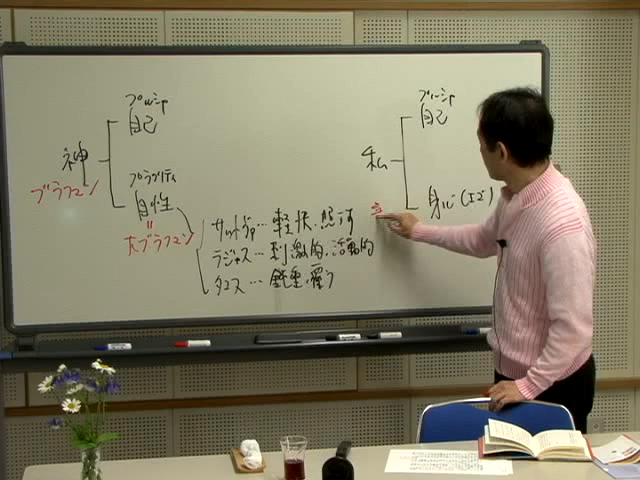 神
ブラフマン
プルシャ
自己
プラクリティ
自性
=
大ブラフマン
サットヴァ…軽快、照明
ラジャス…刺激的、活動的
タマス…鈍重、覆う
私
プルシャ
自己
身心(エゴ)